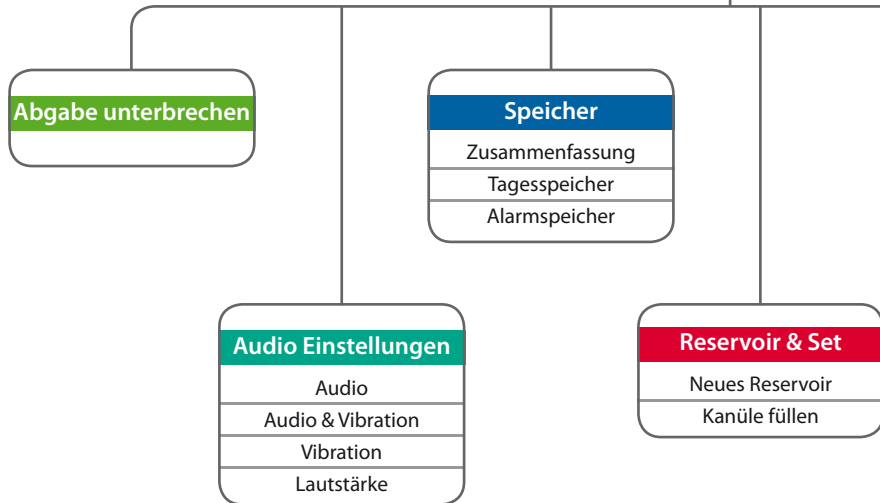 Abgabe unterbrechen
Speicher
Zusammenfassung
Tagesspeicher
Alarmspeicher
Audio Einstellungen
Audio
Audio & Vibration
Vibration
Lautstärke
Reservoir & Set
Neues Reservoir
Kanüle füllen